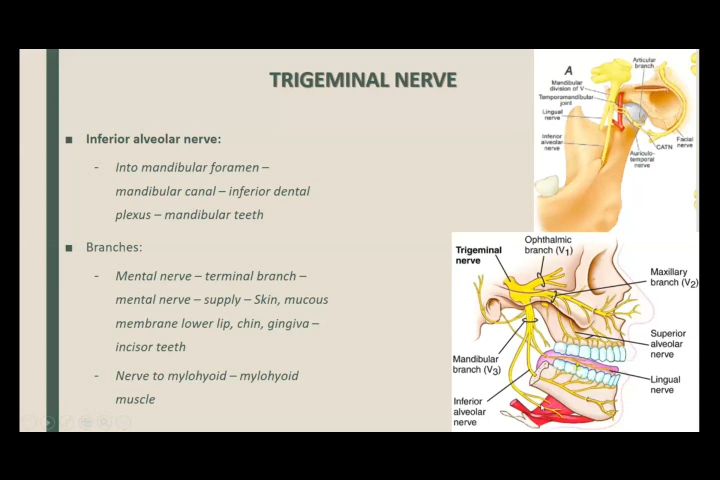 TRIGEMINAL NERVE
■ Inferior alveolar nerve:
- Into mandibular foramen –
mandibular canal – inferior dental
plexus – mandibular teeth
■ Branches:
- Mental nerve – terminal branch –
mental nerve – supply – Skin, mucous
membrane lower lip, chin, gingiva –
incisor teeth
- Nerve to mylohyoid – mylohyoid
muscle
A
Articular
branch
Mandibular
division of V
Temporomandibular
joint
Lingual
nerve
Inferior
alveolar
nerve
Facial
nerve
CATN
Auriculo-
temporal
nerve
Ophthalmic
branch (V1)
Trigeminal
nerve
Maxillary
branch (V2)
Superior
alveolar
nerve
Mandibular
branch (V3)
Lingual
nerve
Inferior
alveolar
nerve